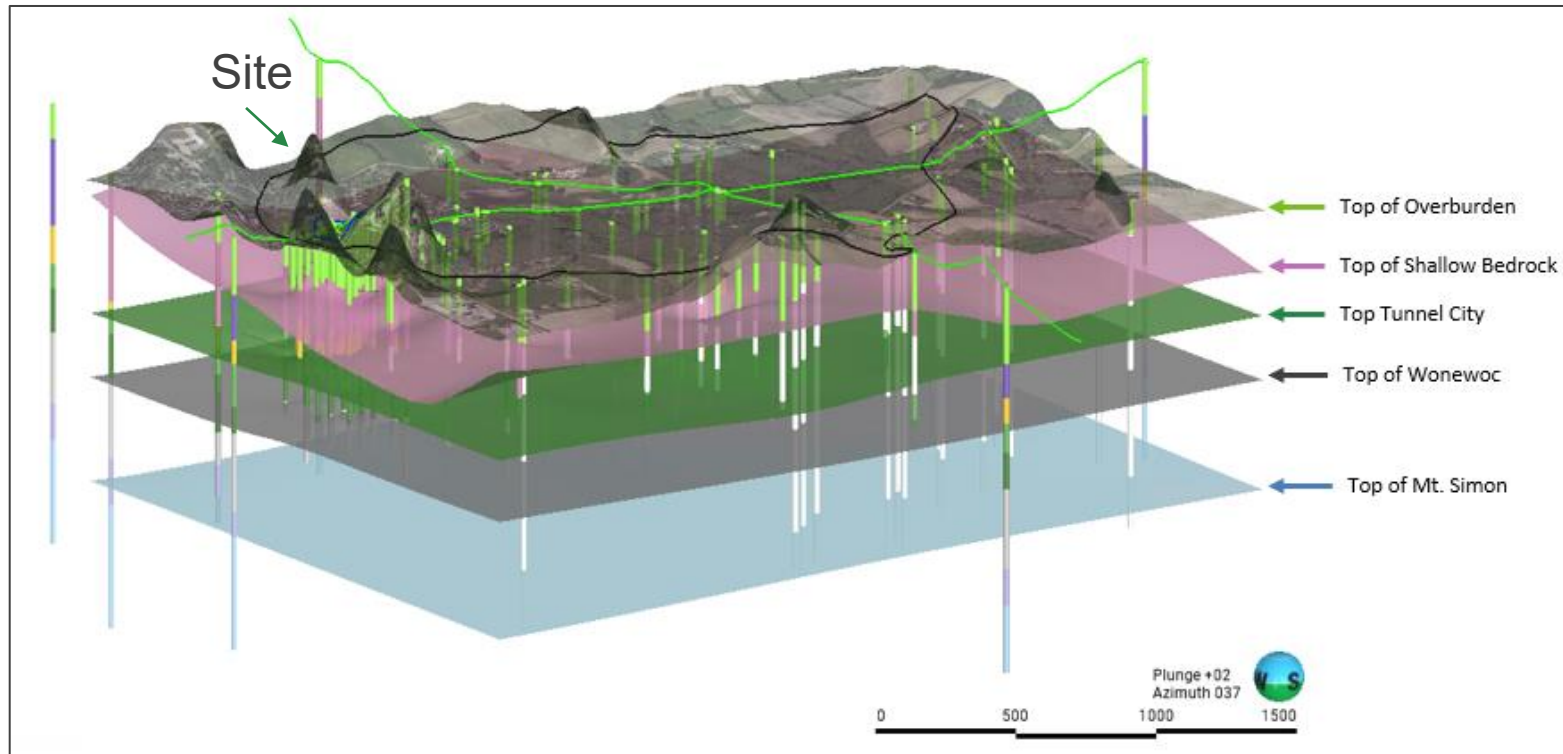 Site
Top of Overburden
Top of Shallow Bedrock
Top Tunnel City
Top of Wonewoc
Top of Mt. Simon
Plunge +02
Azimuth 037
W S
0 500 1000 1500